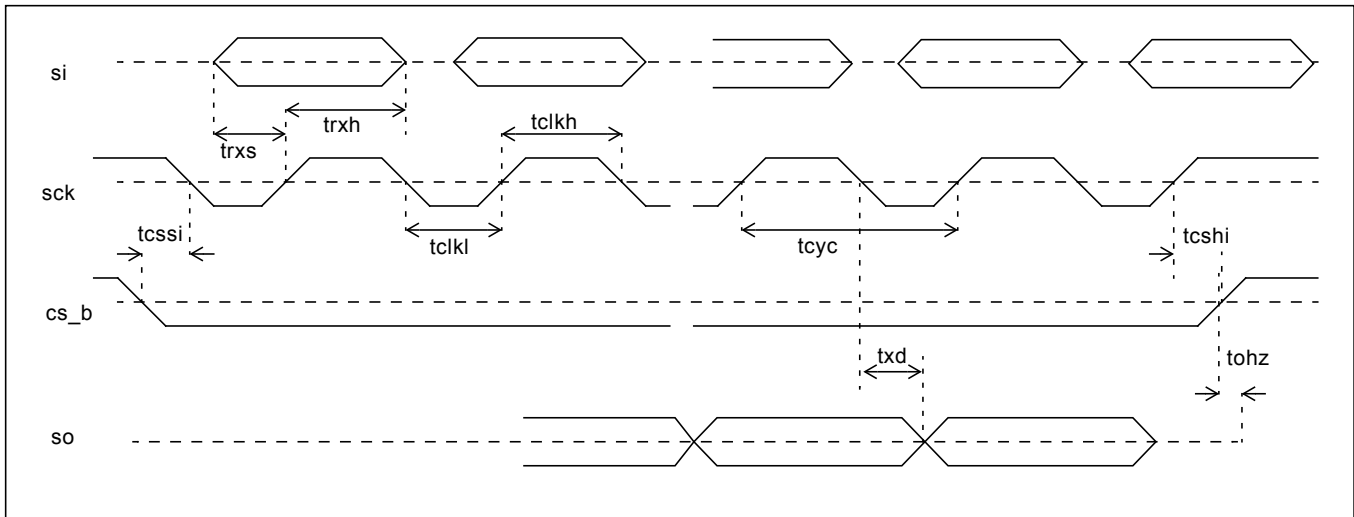 si
trxh
tclkh
trxs
sck
tcssi
tclkl
tcyc
tcshi
cs_b
txd
tohz
so